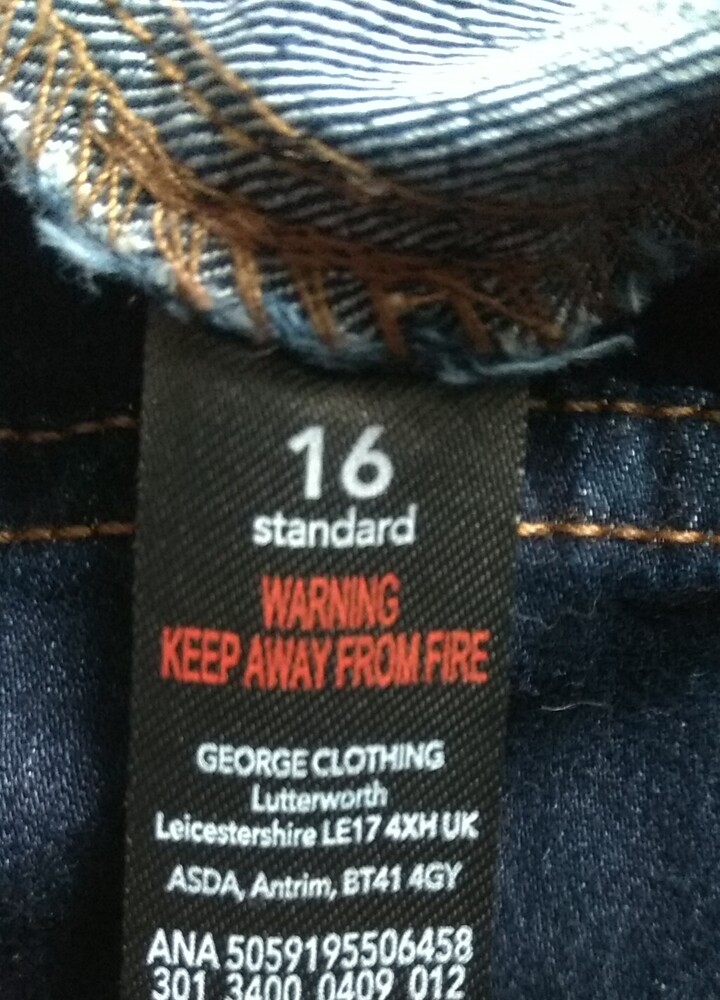 16
standard
WARNING
KEEP AWAY FROM FIRE
GEORGE CLOTHING
Lutterworth
Leicestershire LE17 4XH UK
ASDA, Antrim, BT41 4GY
ANA 5059195506458
301 3400 0409 012